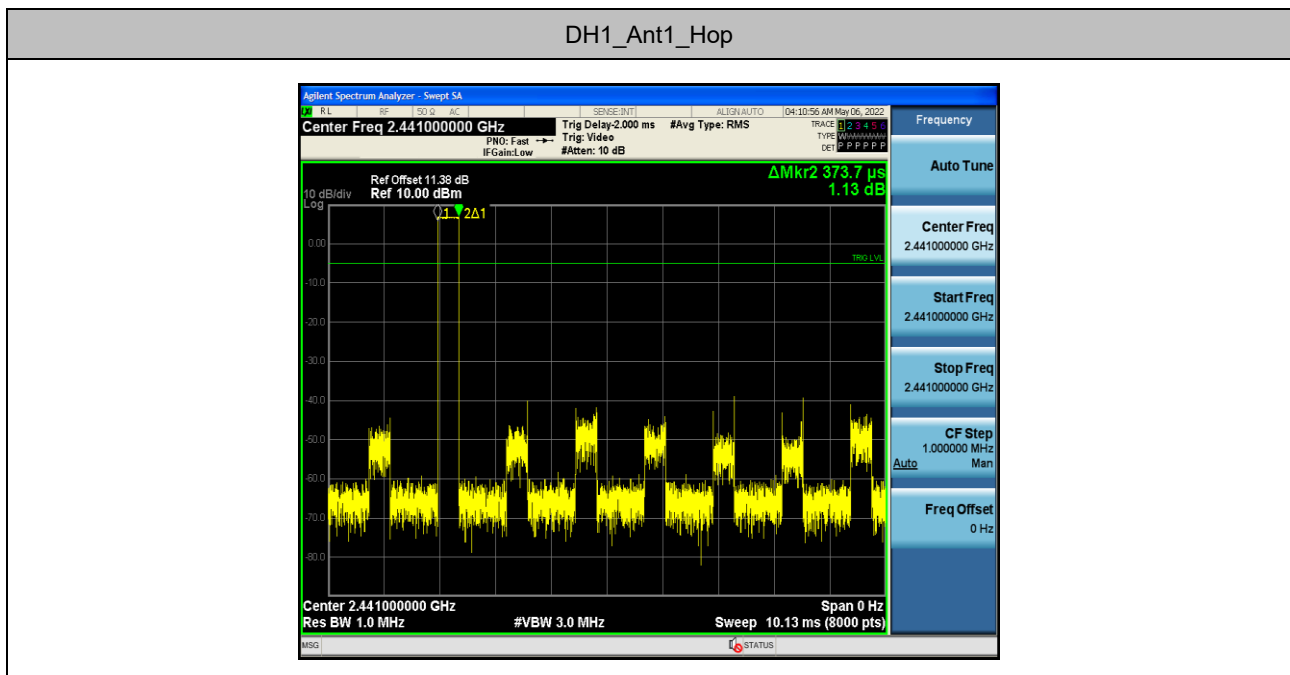 DH1_Ant1_Hop
Agilent Spectrum Analyzer - Swept SA
RL RF 50 Ω AC SENSE:INT ALIGN AUTO 04:10:56 AM May 06, 2022
Center Freq 2.441000000 GHz
PNO: Fast
IFGain:Low
Trig Delay-2.000 ms
Trig: Video
#Atten: 10 dB
#Avg Type: RMS
TRACE 1 2 3 4 5 6
TYPE
DET P P P P P P
ΔMkr2 373.7 µs
1.13 dB
Ref Offset 11.38 dB
10 dB/div Ref 10.00 dBm
Log
1 2Δ1
0.00
TRIG LVL
-10.0
-20.0
-30.0
-40.0
-50.0
-60.0
-70.0
-80.0
Center 2.441000000 GHz Span 0 Hz
Res BW 1.0 MHz #VBW 3.0 MHz Sweep 10.13 ms (8000 pts)
MSG STATUS
Frequency
Auto Tune
Center Freq
2.441000000 GHz
Start Freq
2.441000000 GHz
Stop Freq
2.441000000 GHz
CF Step
1.000000 MHz
Auto Man
Freq Offset
0 Hz